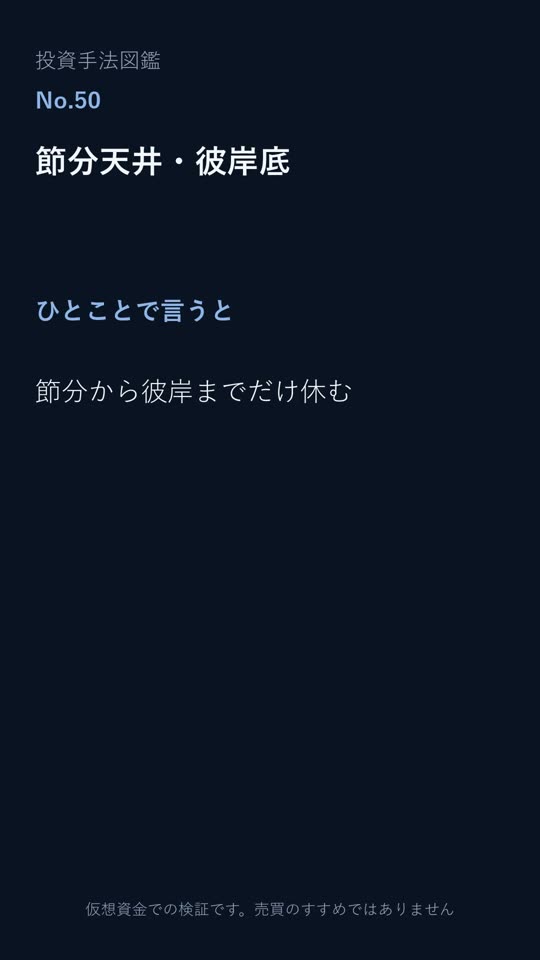 投資手法図鑑
No.50
節分天井・彼岸底
ひとことで言うと
節分から彼岸までだけ休む
仮想資金での検証です。売買のすすめではありません